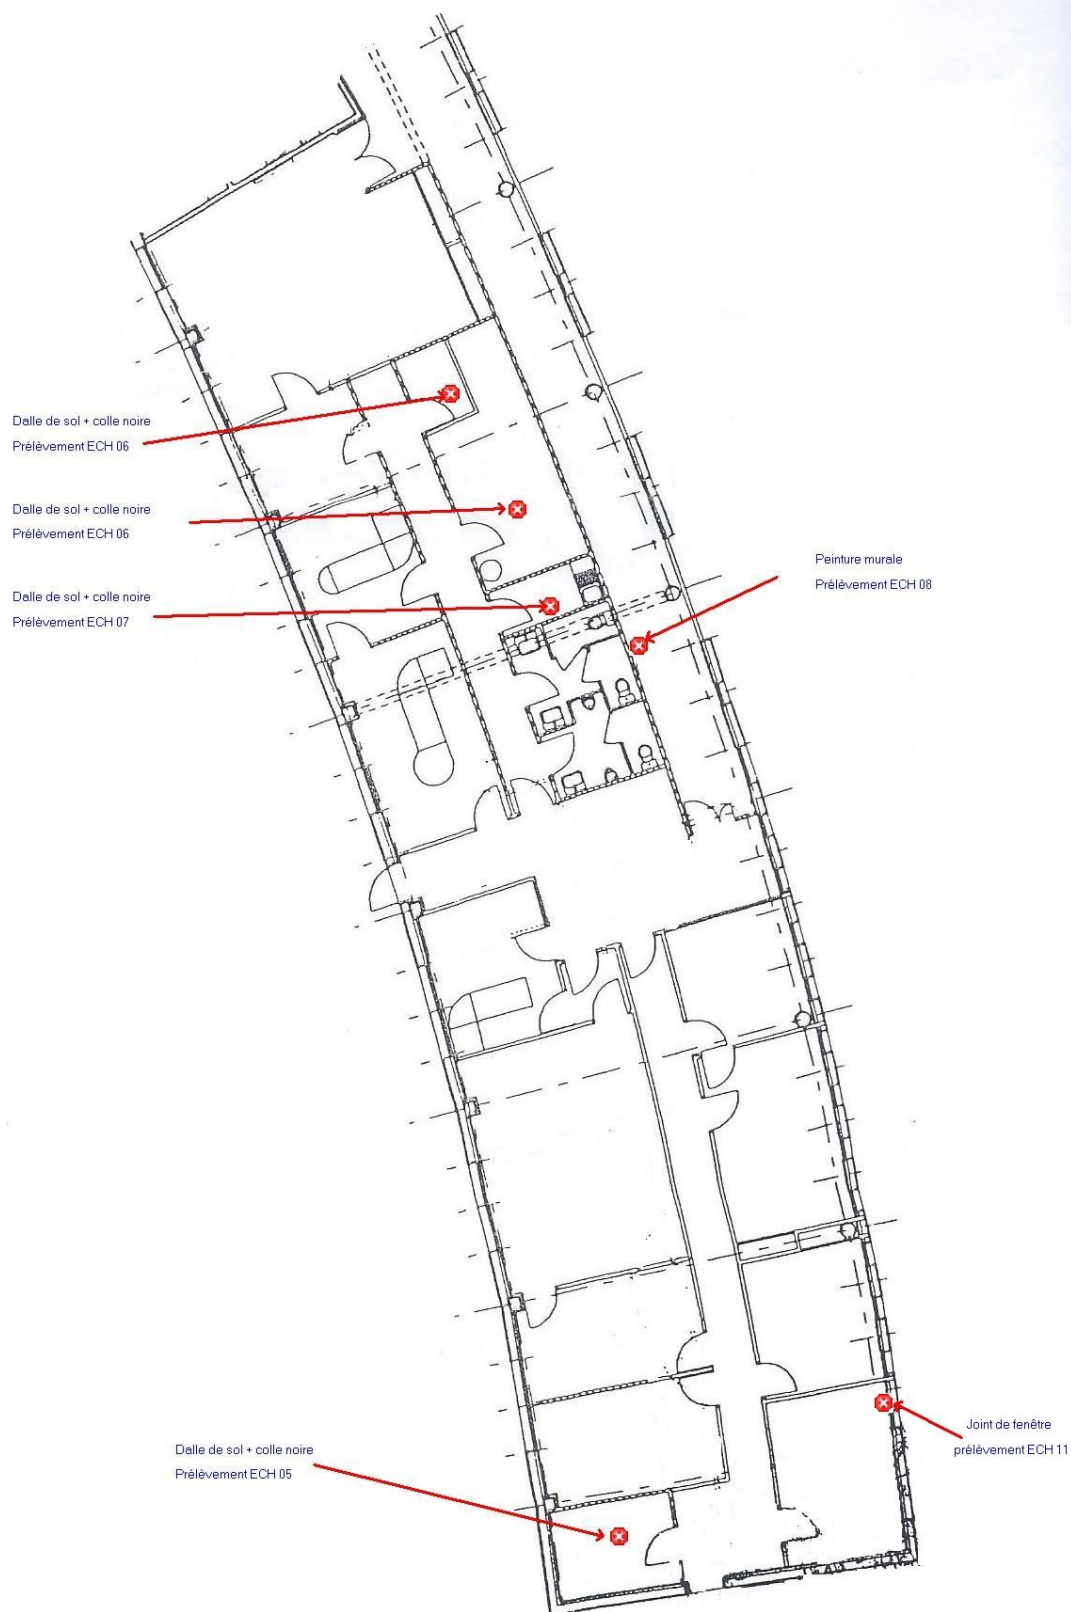 Dalle de sol + colle noire
Prélèvement ECH 06
Dalle de sol + colle noire
Prélèvement ECH 06
Dalle de sol + colle noire
Prélèvement ECH 07
Peinture murale
Prélèvement ECH 08
Joint de fenêtre
prélèvement ECH 11
Dalle de sol + colle noire
Prélèvement ECH 05